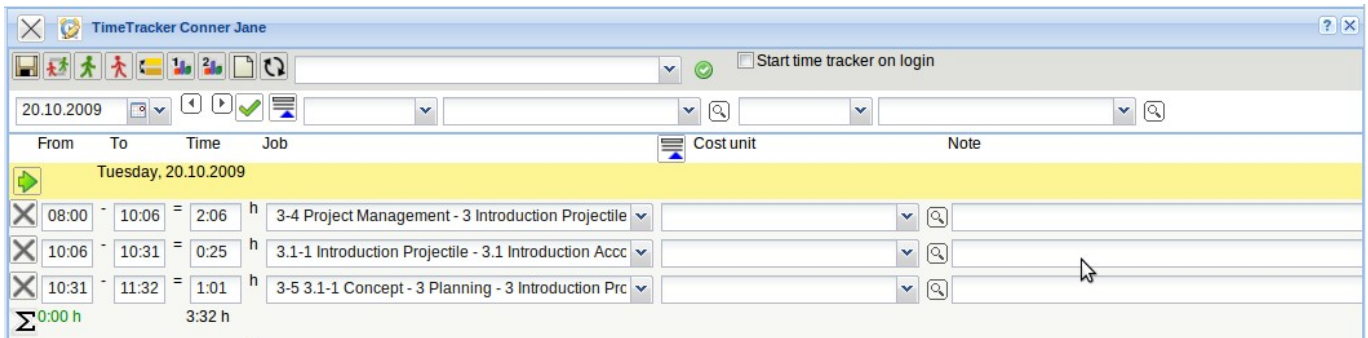 TimeTracker Conner Jane
Start time tracker on login
20.10.2009
From To Time Job Cost unit Note
Tuesday, 20.10.2009
08:00 - 10:06 = 2:06 h 3-4 Project Management - 3 Introduction Projectile
10:06 - 10:31 = 0:25 h 3.1-1 Introduction Projectile - 3.1 Introduction Acco
10:31 - 11:32 = 1:01 h 3-5 3.1-1 Concept - 3 Planning - 3 Introduction Pro
Σ 0:00 h 3:32 h